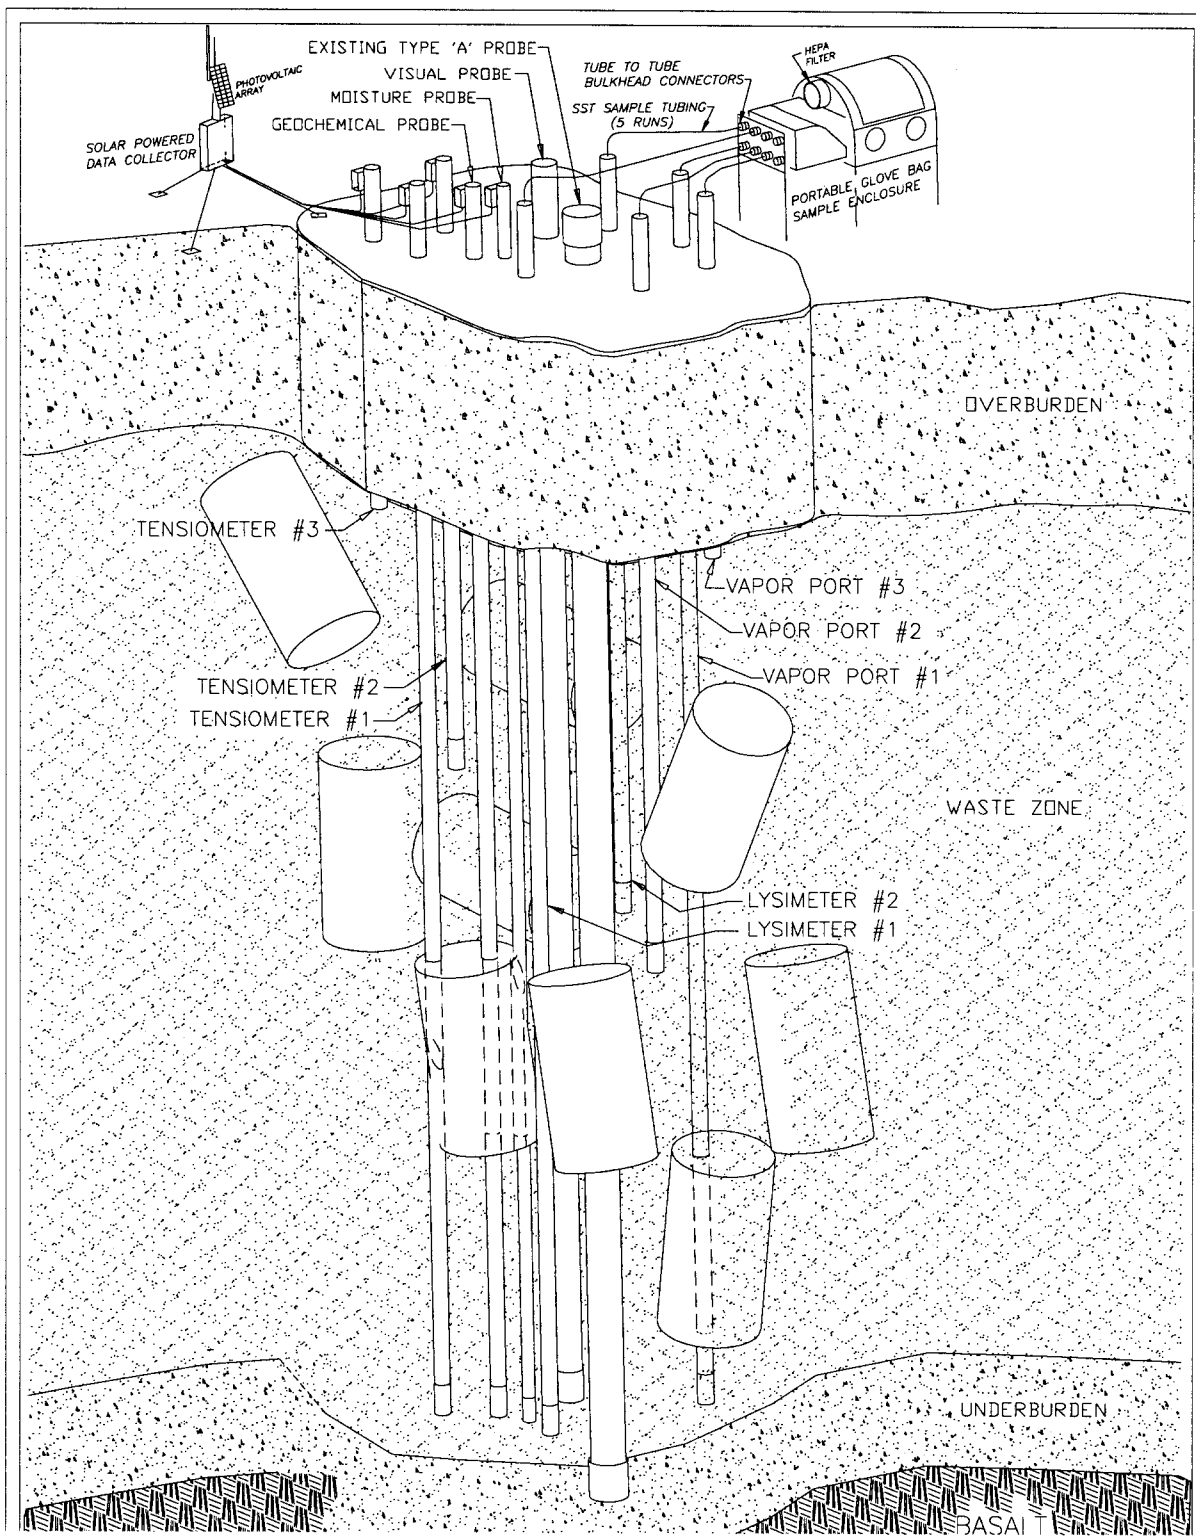 EXISTING TYPE 'A' PROBE
VISUAL PROBE
MOISTURE PROBE
GEOCHEMICAL PROBE
PHOTOVOLTAIC
ARRAY
SOLAR POWERED
DATA COLLECTOR
TUBE TO TUBE
BULKHEAD CONNECTORS
SST SAMPLE TUBING
(5 RUNS)
HEPA
FILTER
PORTABLE GLOVE BAG
SAMPLE ENCLOSURE
OVERBURDEN
TENSIOMETER #3
VAPOR PORT #3
VAPOR PORT #2
VAPOR PORT #1
TENSIOMETER #2
TENSIOMETER #1
WASTE ZONE
LYSIMETER #2
LYSIMETER #1
UNDERBURDEN
BASALT